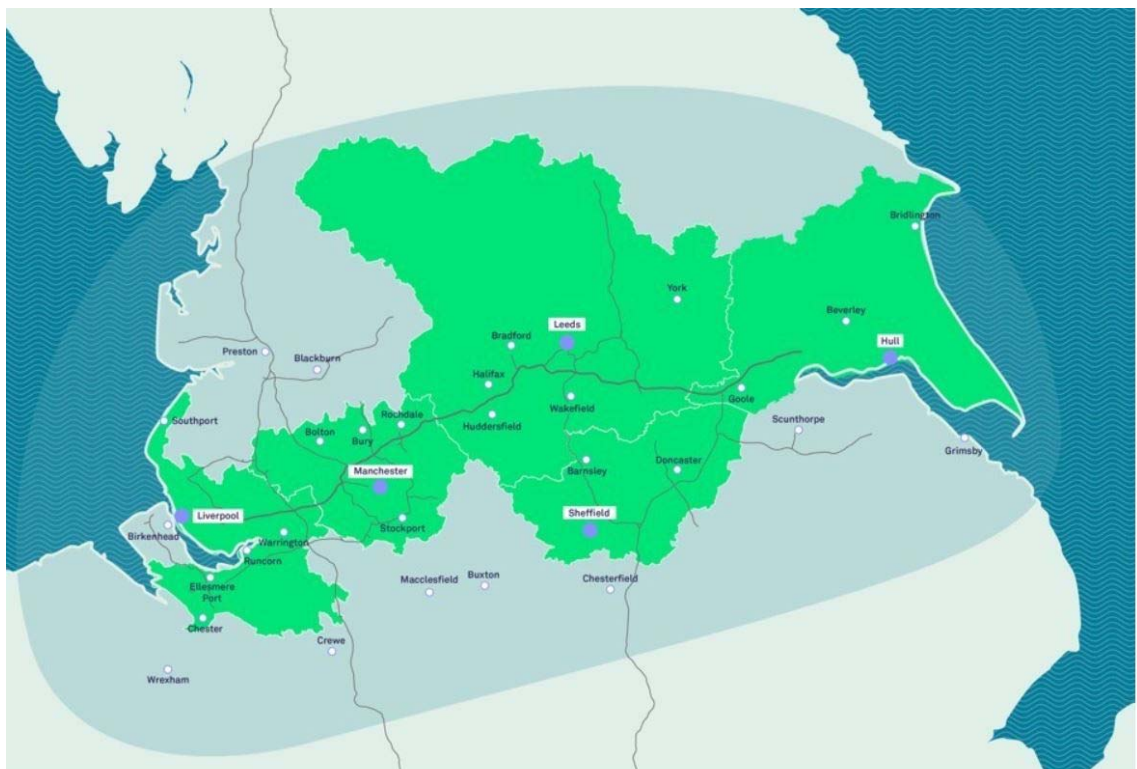 Bridlington
York
Beverley
Leeds
Bradford
Hull
Preston
Blackburn
Halifax
Goole
Wakefield
Southport
Rochdale
Huddersfield
Scunthorpe
Bolton
Bury
Grimsby
Manchester
Barnsley
Doncaster
Liverpool
Sheffield
Birkenhead
Stockport
Warrington
Runcorn
Ellesmere
Port
Macclesfield
Buxton
Chesterfield
Chester
Crewe
Wrexham